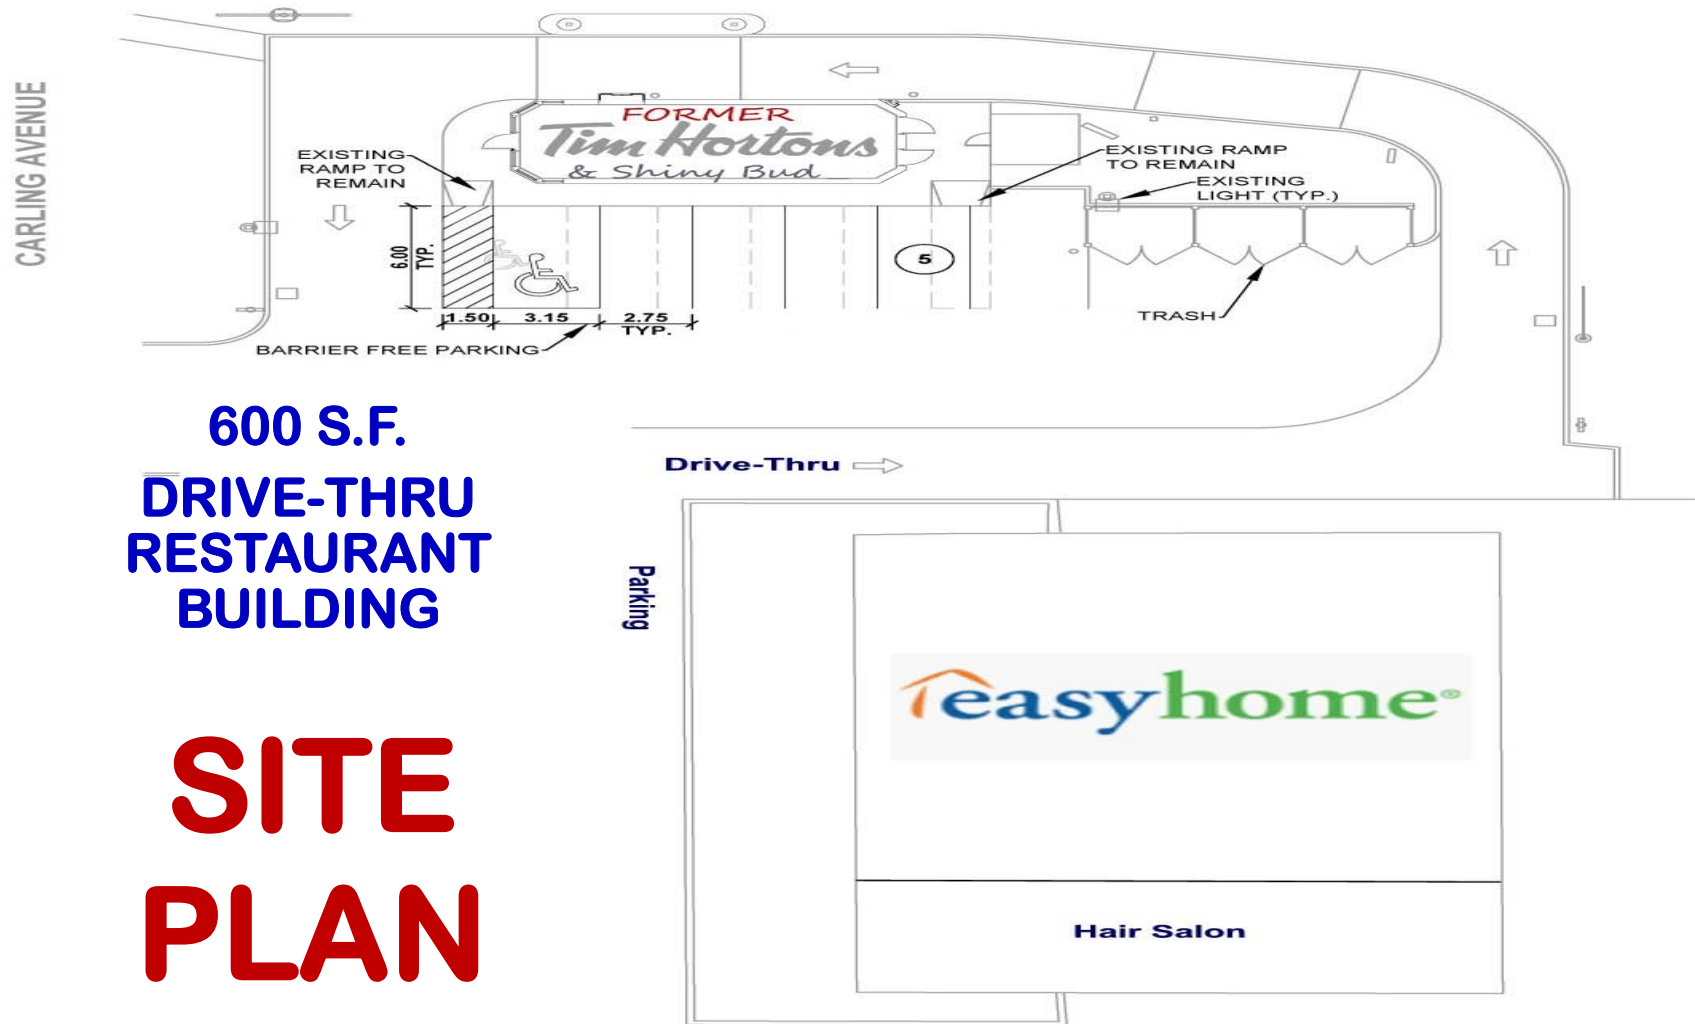 CARLING AVENUE
FORMER
Tim Hortons
& Shiny Bud
EXISTING
RAMP TO
REMAIN
EXISTING RAMP
TO REMAIN
EXISTING
LIGHT (TYP.)
6.00
TYP.
5
1.50
3.15
2.75
TYP.
TRASH
BARRIER FREE PARKING
600 S.F.
DRIVE-THRU
RESTAURANT
BUILDING
Drive-Thru
Parking
easyhome®
SITE
PLAN
Hair Salon